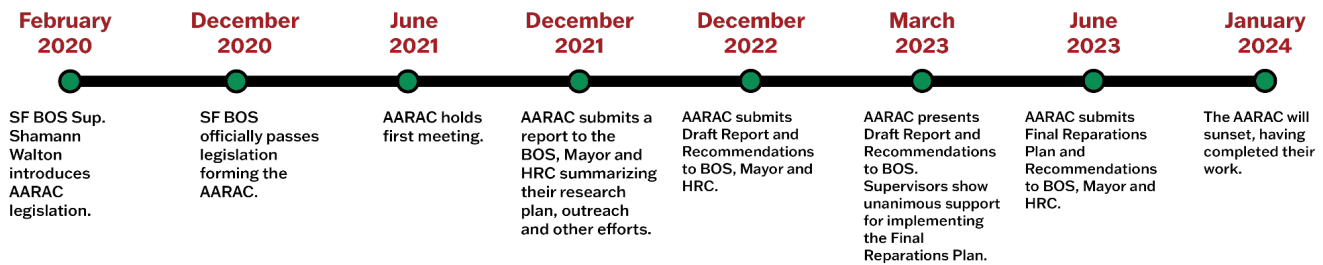 February
2020
SF BOS Sup.
Shamann
Walton
introduces
AARAC
legislation.
December
2020
SF BOS
officially passes
legislation
forming the
AARAC.
June
2021
AARAC holds
first meeting.
December
2021
AARAC submits a
report to the
BOS, Mayor and
HRC summarizing
their research
plan, outreach
and other efforts.
December
2022
AARAC submits
Draft Report and
Recommendations
to BOS, Mayor and
HRC.
March
2023
AARAC presents
Draft Report and
Recommendations
to BOS.
Supervisors show
unanimous support
for implementing
the Final
Reparations Plan.
June
2023
AARAC submits
Final Reparations
Plan and
Recommendations
to BOS, Mayor and
HRC.
January
2024
The AARAC will
sunset, having
completed their
work.